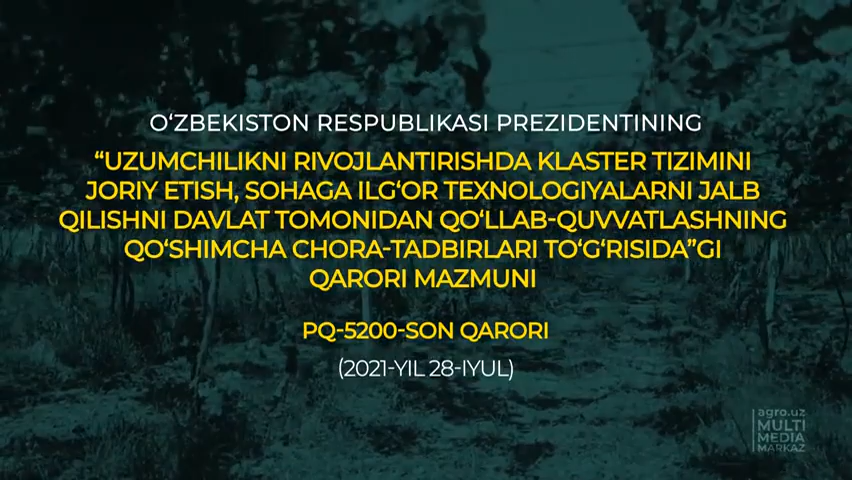 O‘ZBEKISTON RESPUBLIKASI PREZIDENTINING
“UZUMCHILIKNI RIVOJLANTIRISHDA KLASTER TIZIMINI
JORIY ETISH, SOHAGA ILG‘OR TEXNOLOGIYALARNI JALB
QILISHNI DAVLAT TOMONIDAN QO‘LLAB-QUVVATLASHNING
QO‘SHIMCHA CHORA-TADBIRLARI TO‘G‘RISIDA”GI
QARORI MAZMUNI
PQ-5200-SON QARORI
(2021-YIL 28-IYUL)
agro.uz
MULTI
MEDIA
MARKAZ